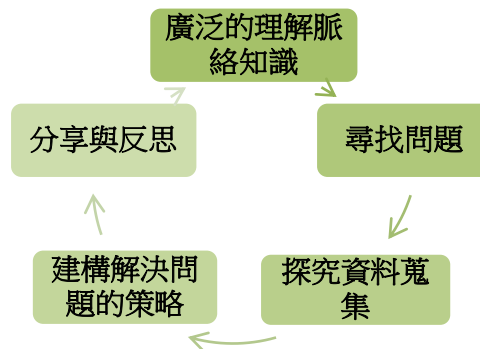 廣泛的理解脈
絡知識
尋找問題
探究資料蒐
集
建構解決問
題的策略
分享與反思